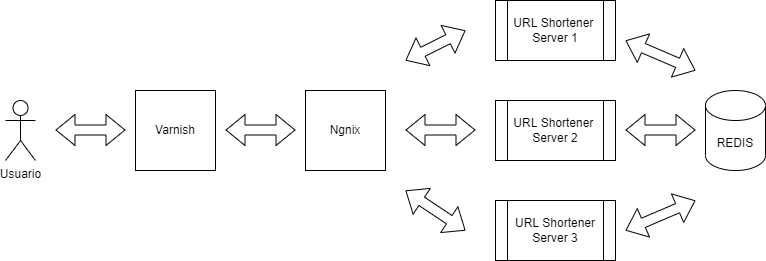 URL Shortener
Server 1
Varnish
Ngnix
URL Shortener
Server 2
REDIS
Usuario
URL Shortener
Server 3